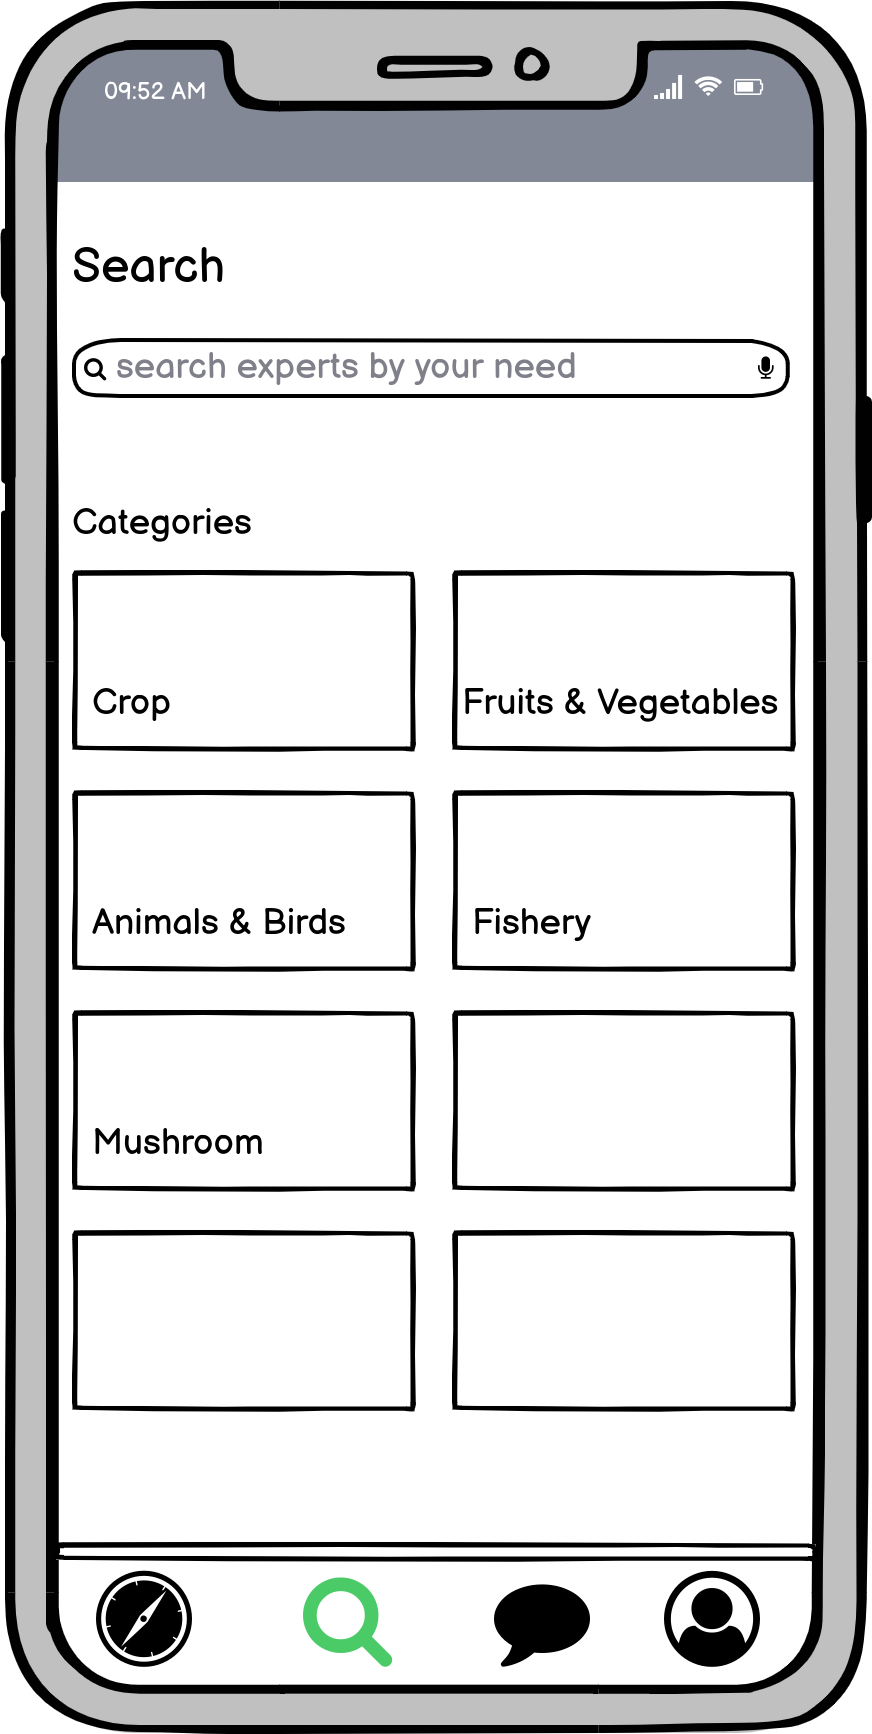 09:52 AM
Search
search experts by your need
Categories
Crop
Fruits & Vegetables
Animals & Birds
Fishery
Mushroom